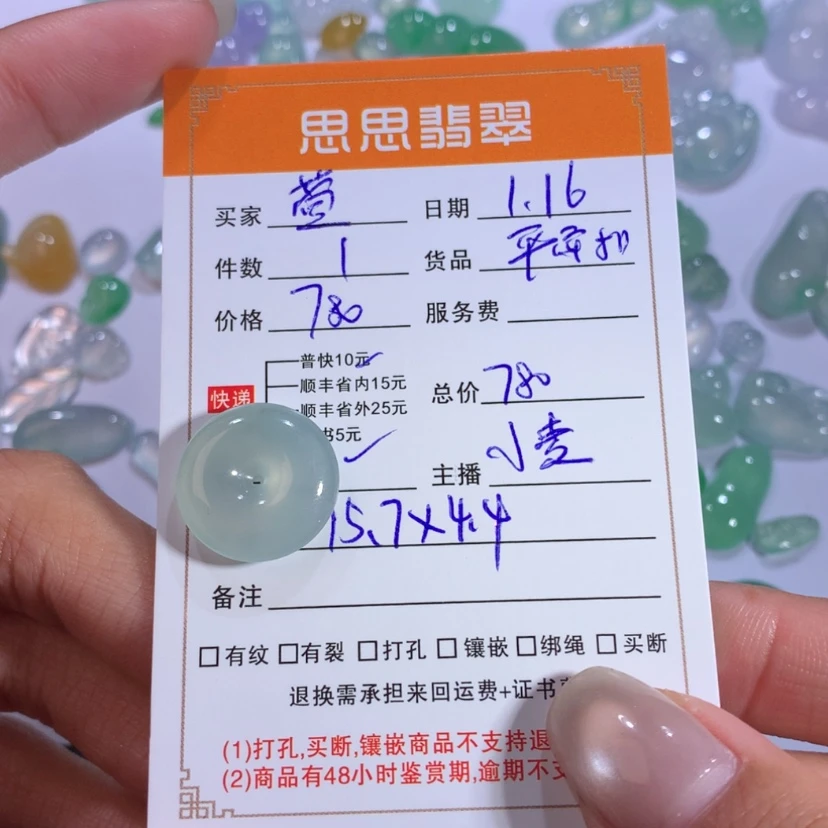 思思翡翠
买家 萱 日期 1.16
件数 1 货品 平安扣
价格 780 服务费
普快10元
快递 顺丰省内15元 总价 780
顺丰省外25元
书5元
主播 小麦
15.7×4.4
备注
有纹 有裂 打孔 镶嵌 绑绳 买断
退换需承担来回运费+证书
(1)打孔,买断,镶嵌商品不支持退
(2)商品有48小时鉴赏期,逾期不支